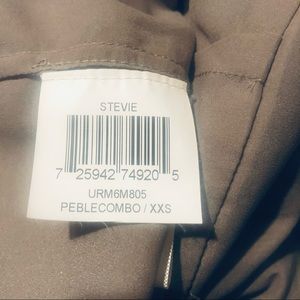 STEVIE
7 25942 74920 5
URM6M805
PEBLECOMBO / XXS